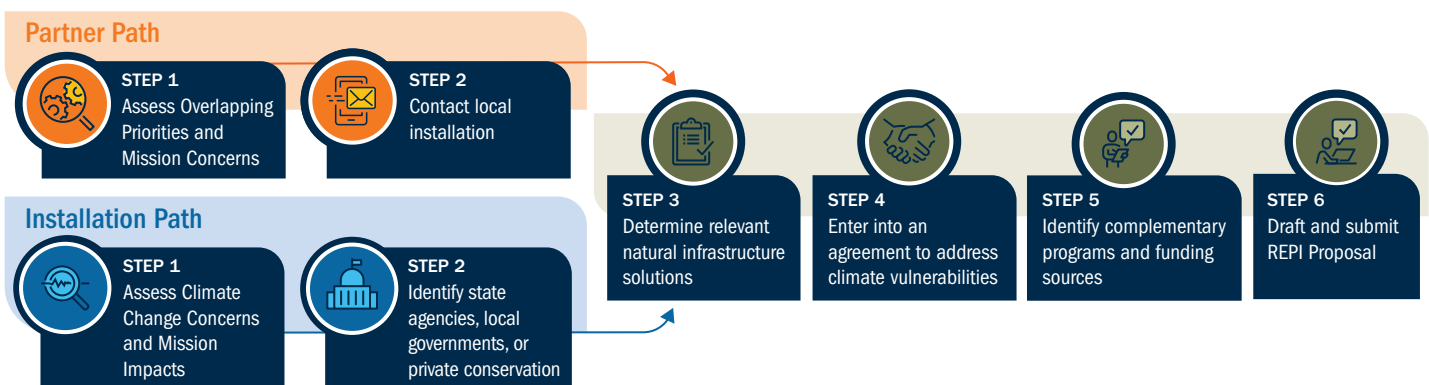 Partner Path
STEP 1
Assess Overlapping
Priorities and
Mission Concerns
STEP 2
Contact local
installation
Installation Path
STEP 1
Assess Climate
Change Concerns
and Mission
Impacts
STEP 2
Identify state
agencies, local
governments, or
private conservation
STEP 3
Determine relevant
natural infrastructure
solutions
STEP 4
Enter into an
agreement to address
climate vulnerabilities
STEP 5
Identify complementary
programs and funding
sources
STEP 6
Draft and submit
REPI Proposal